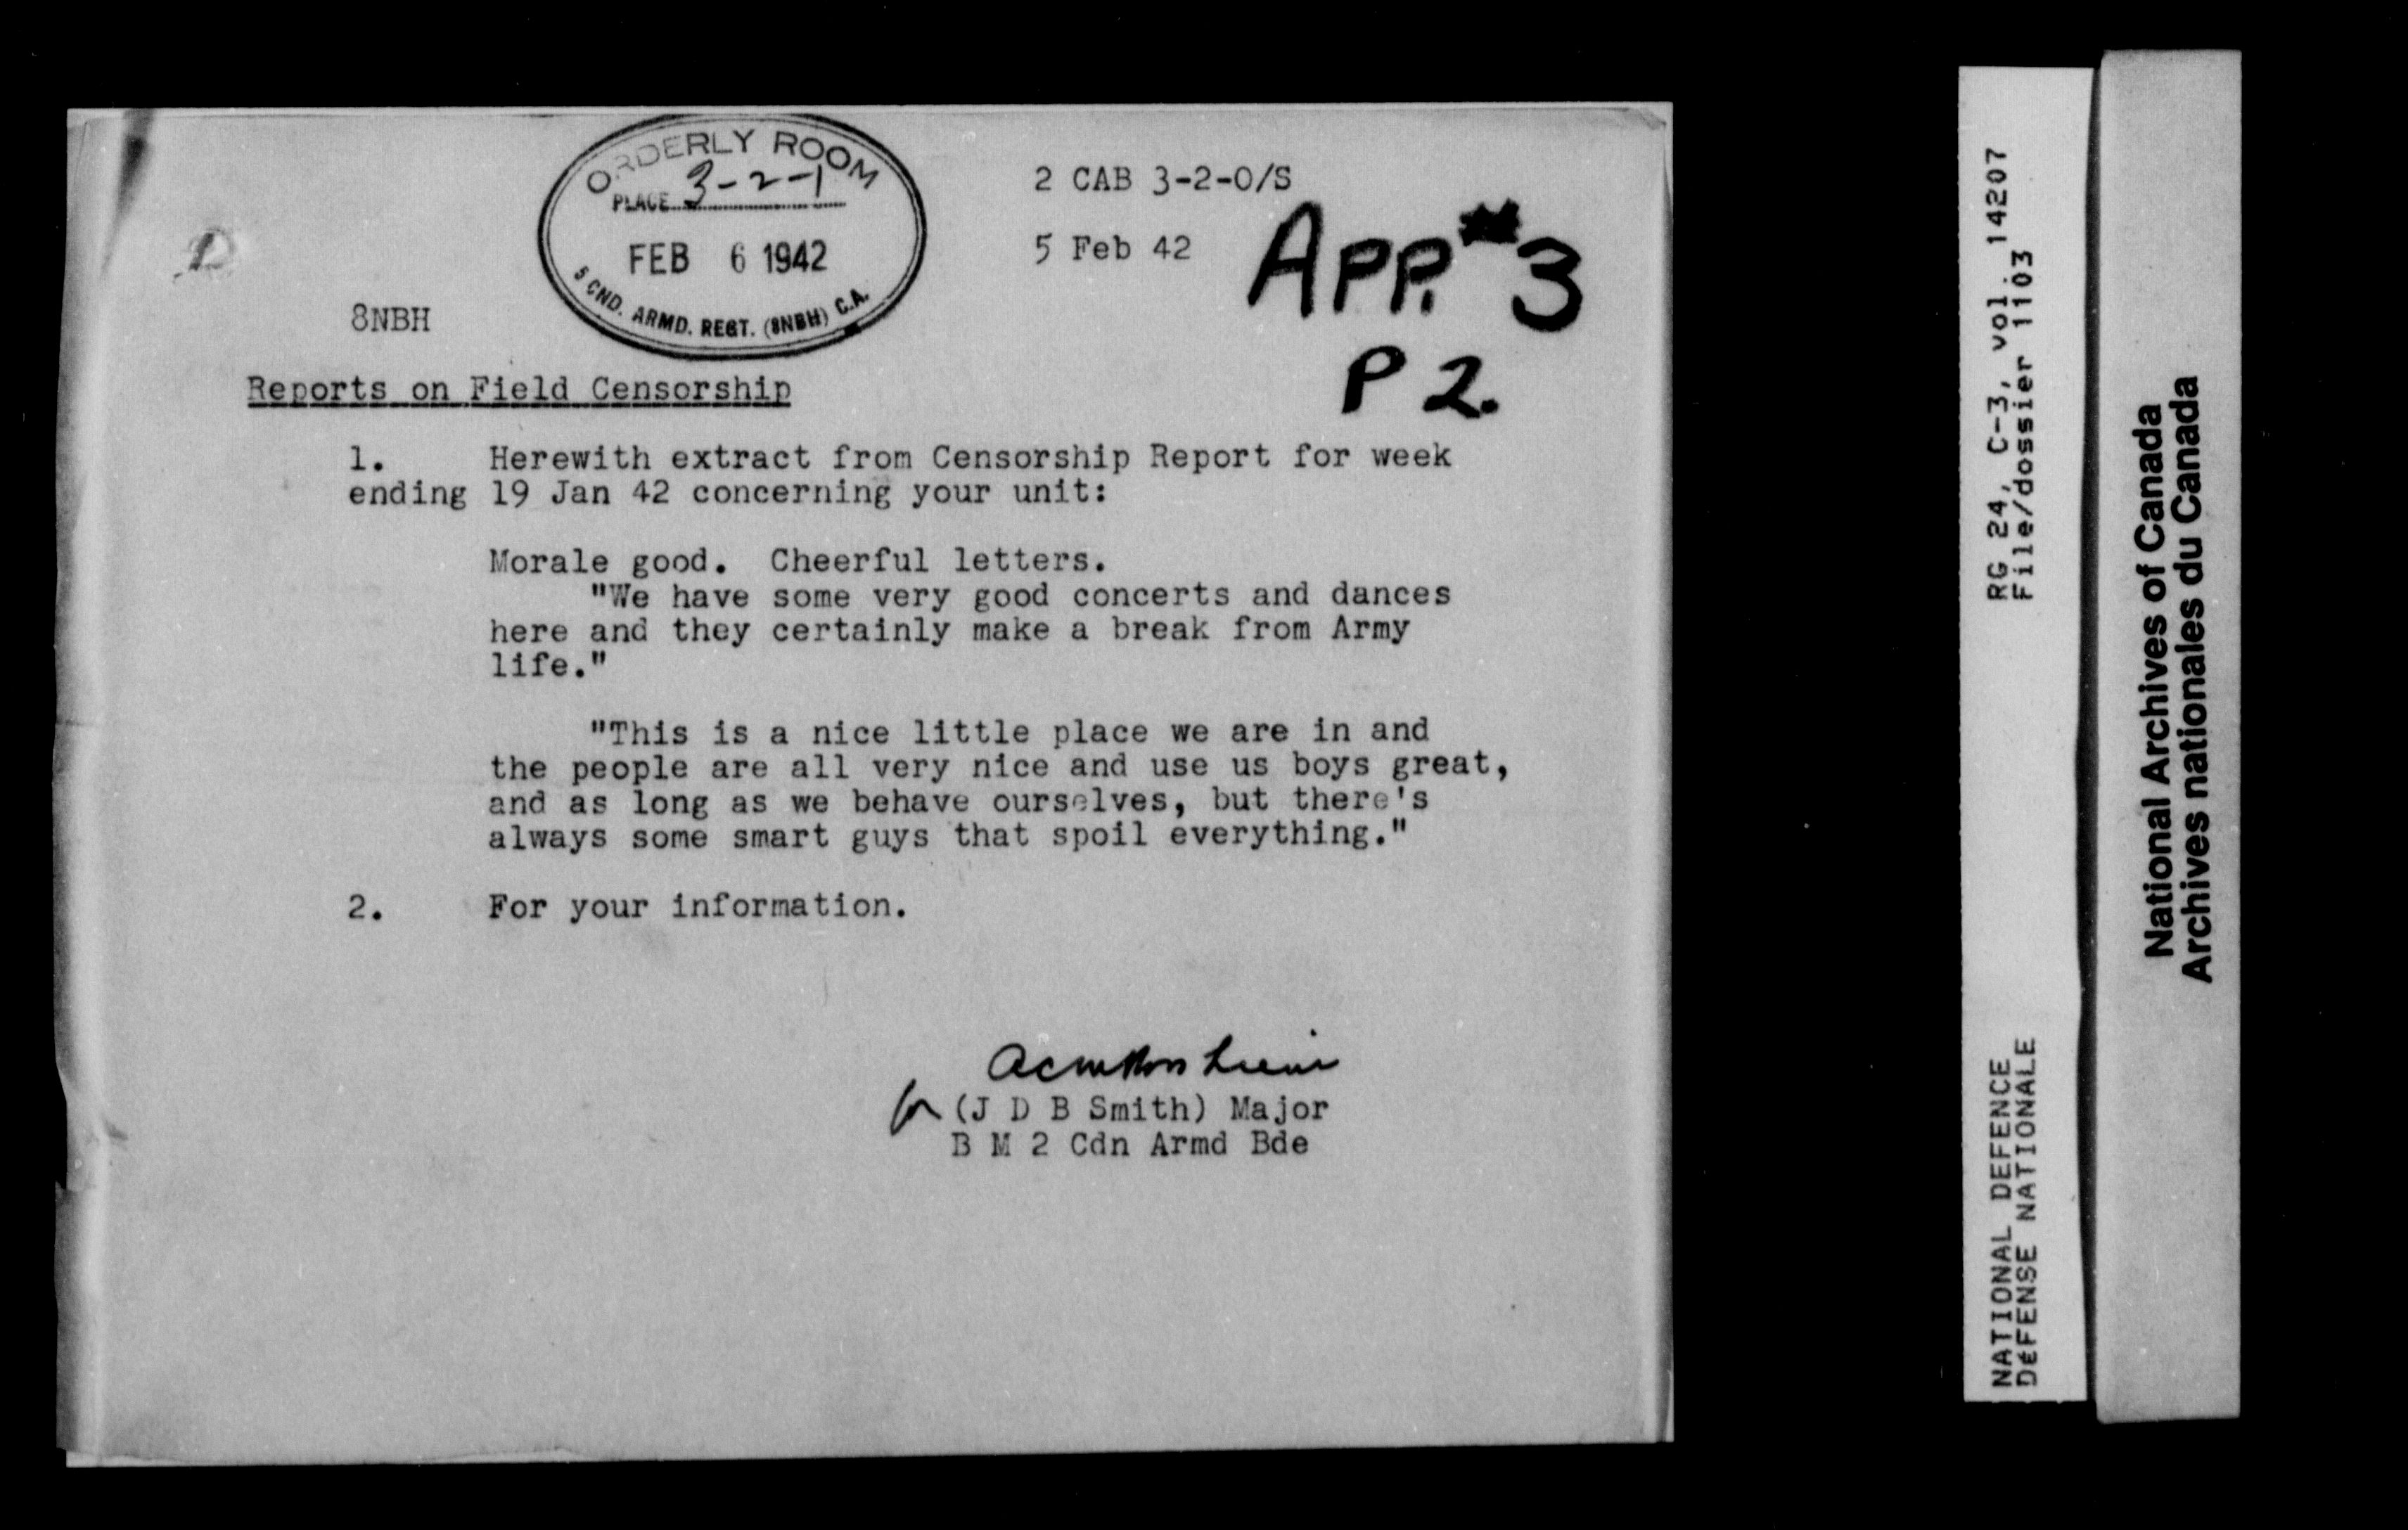 ORDERLY ROOM
PLACE 3-2-1
FEB 6 1942
5 CND. ARMD. REGT. (8NBH) C.A.
2 CAB 3-2-0/S
5 Feb 42
APP. #3
P 2.
8NBH
Reports on Field Censorship
1. Herewith extract from Censorship Report for week
ending 19 Jan 42 concerning your unit:
Morale good. Cheerful letters.
"We have some very good concerts and dances
here and they certainly make a break from Army
life."
"This is a nice little place we are in and
the people are all very nice and use us boys great,
and as long as we behave ourselves, but there's
always some smart guys that spoil everything."
2. For your information.
for (J D B Smith) Major
B M 2 Cdn Armd Bde
RG 24, C-3, vol. 14207
File/dossier 1103
NATIONAL DEFENCE
DÉFENSE NATIONALE
National Archives of Canada
Archives nationales du Canada